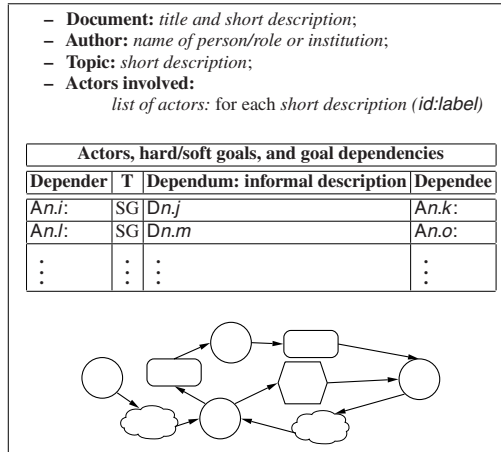 – Document: title and short description;
– Author: name of person/role or institution;
– Topic: short description;
– Actors involved:
list of actors: for each short description (id:label)
Actors, hard/soft goals, and goal dependencies
Depender T Dependum: informal description Dependee
An.i: SG Dn.j An.k:
An.l: SG Dn.m An.o:
⋮ ⋮ ⋮ ⋮